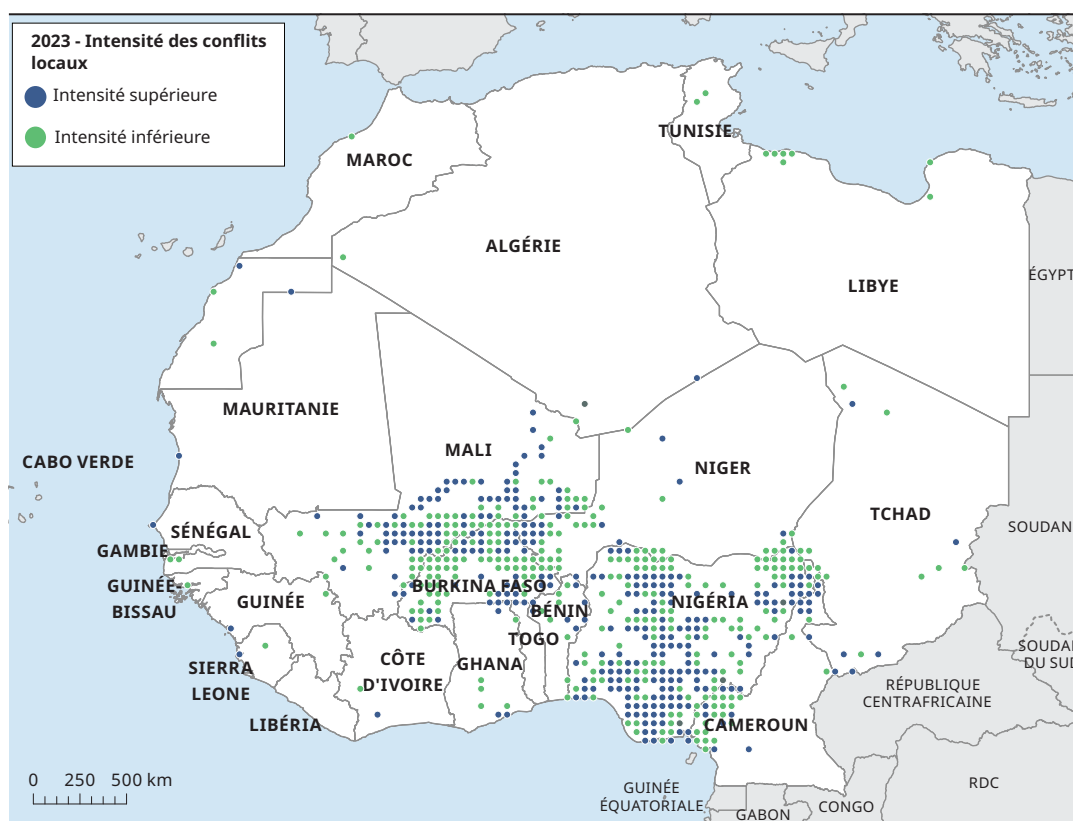 2023 - Intensité des conflits
locaux
Intensité supérieure
Intensité inférieure
TUNISIE
MAROC
ALGÉRIE
LIBYE
ÉGYPT
MAURITANIE
MALI
CABO VERDE
NIGER
TCHAD
SÉNÉGAL
SOUDAN
GAMBIE
GUINÉE-
BISSAU
BURKINA FASO
GUINÉE
NIGÉRIA
BÉNIN
TOGO
CÔTE
D'IVOIRE
GHANA
SIERRA
LEONE
SOUDA
DU SUD
RÉPUBLIQUE
CENTRAFRICAINE
LIBÉRIA
CAMEROUN
0 250 500 km
GUINÉE
ÉQUATORIALE
RDC
CONGO
GABON